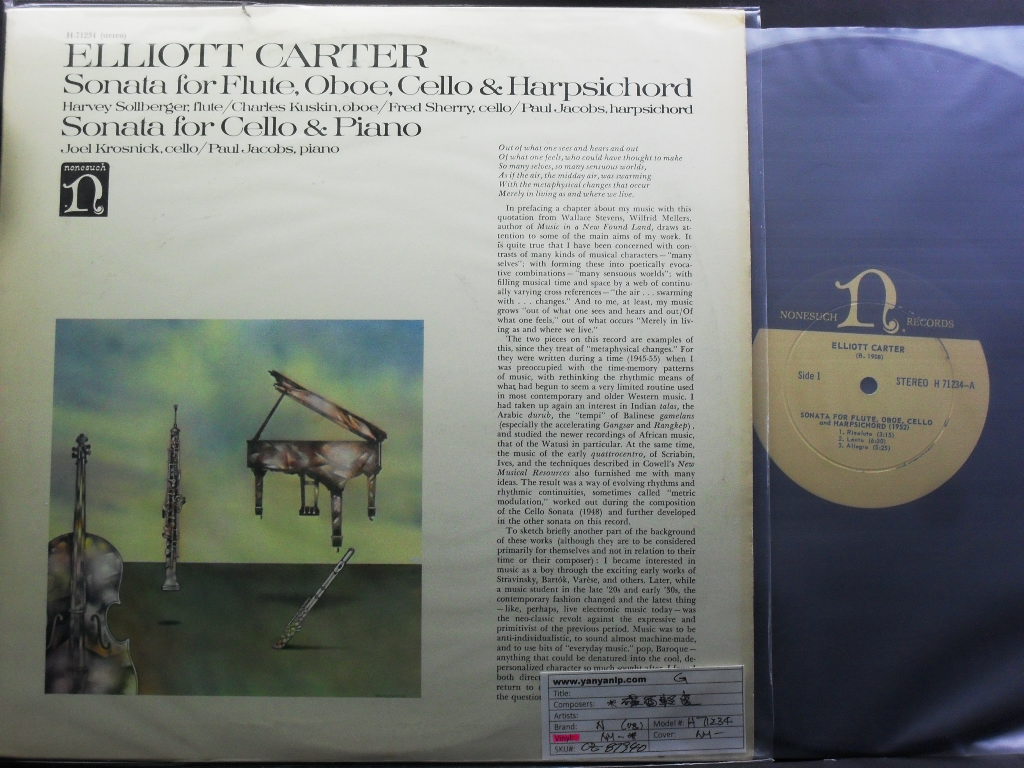 H-71234 (stereo)
ELLIOTT CARTER
Sonata for Flute, Oboe, Cello & Harpsichord
Harvey Sollberger, flute/Charles Kuskin, oboe/Fred Sherry, cello/Paul Jacobs, harpsichord
Sonata for Cello & Piano
Joel Krosnick, cello/Paul Jacobs, piano
nonesuch
n
Out of what one sees and hears and out
Of what one feels, who could have thought to make
So many selves, so many sensuous worlds,
As if the air, the midday air, was swarming
With the metaphysical changes that occur
Merely in living as and where we live.
In prefacing a chapter about my music with this
quotation from Wallace Stevens, Wilfrid Mellers,
author of Music in a New Found Land, draws at-
tention to some of the main aims of my work. It
is quite true that I have been concerned with con-
trasts of many kinds of musical characters—"many
selves"; with forming these into poetically evoca-
tive combinations—"many sensuous worlds"; with
filling musical time and space by a web of continu-
ally varying cross references—"the air . . . swarming
with . . . changes." And to me, at least, my music
grows "out of what one sees and hears and out/Of
what one feels," out of what occurs "Merely in liv-
ing as and where we live."
The two pieces on this record are examples of
this, since they treat of "metaphysical changes." For
they were written during a time (1945-55) when I
was preoccupied with the time-memory patterns
of music, with rethinking the rhythmic means of
what had begun to seem a very limited routine used
in most contemporary and older Western music. I
had taken up again an interest in Indian talas, the
Arabic durub, the "tempi" of Balinese gamelans
(especially the accelerating Gangsar and Rangkep),
and studied the newer recordings of African music,
that of the Watusi in particular. At the same time,
the music of the early quattrocento, of Scriabin,
Ives, and the techniques described in Cowell's New
Musical Resources also furnished me with many
ideas. The result was a way of evolving rhythms and
rhythmic continuities, sometimes called "metric
modulation," worked out during the composition
of the Cello Sonata (1948) and further developed
in the other sonata on this record.
To sketch briefly another part of the background
of these works (although they are to be considered
primarily for themselves and not in relation to their
time or their composer): I became interested in
music as a boy through the exciting early works of
Stravinsky, Bartók, Varèse, and others. Later, while
a music student in the late '20s and early '30s, the
contemporary fashion changed and the latest thing
—like, perhaps, live electronic music today—was
the neo-classic revolt against the expressive and
primitivist of the previous period. Music was to be
anti-individualistic, to sound almost machine-made,
and to use bits of "everyday music," pop, Baroque—
anything that could be denatured into the cool, de-
personalized character so much sought after
both direc
return to
the question
www.yanyanlp.com G
Title:
Composers:
Artists:
Brand: N (US) Model #: H 71234
Vinyl: NM- Cover: NM-
SKU#:
NONESUCH n RECORDS
ELLIOTT CARTER
(B. 1908)
Side 1 STEREO H 71234-A
SONATA FOR FLUTE, OBOE, CELLO
and HARPSICHORD (1952)
1. Risoluto (3:15)
2. Lento (6:20)
3. Allegro (5:25)